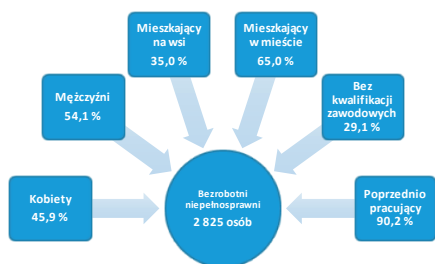 Mieszkający
na wsi
35,0 %
Mieszkający
w mieście
65,0 %
Mężczyźni
54,1 %
Bez
kwalifikacji
zawodowych
29,1 %
Kobiety
45,9 %
Bezrobotni
niepełnosprawni
2 825 osób
Poprzednio
pracujący
90,2 %